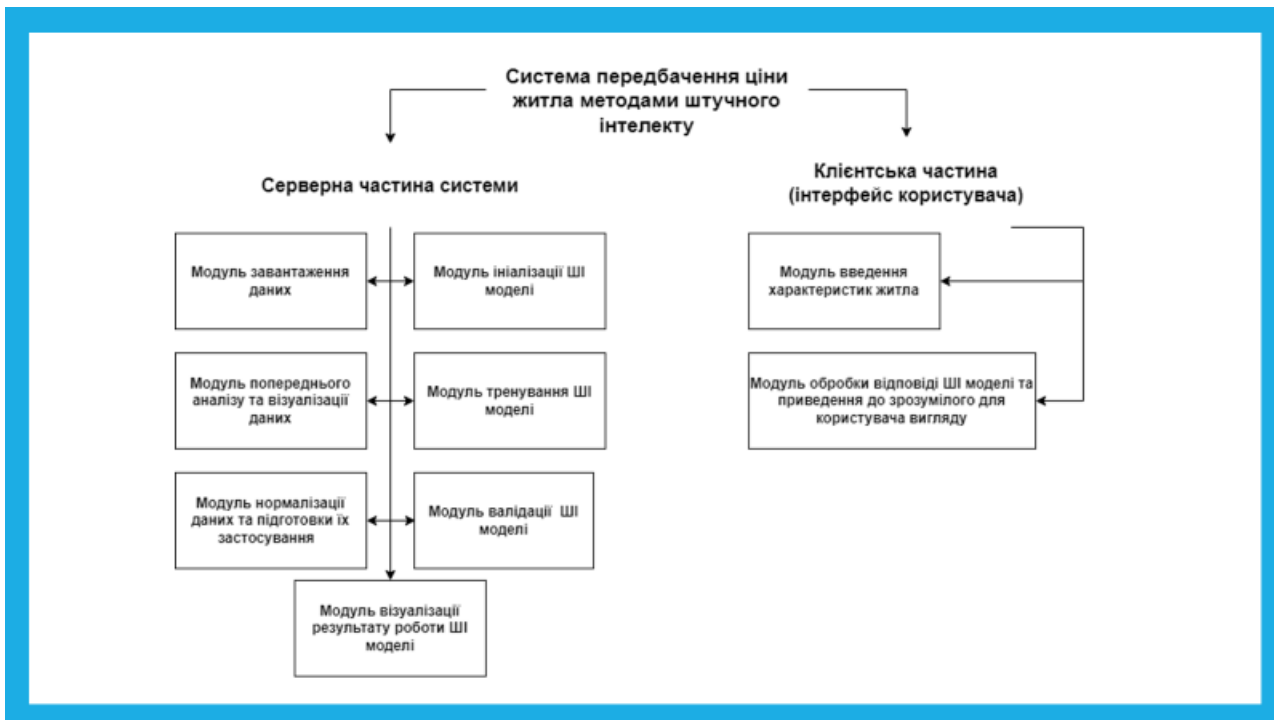 Система передбачення ціни
житла методами штучного
інтелекту
Серверна частина системи
Клієнтська частина
(інтерфейс користувача)
Модуль завантаження
даних
Модуль ініалізації ШІ
моделі
Модуль введення
характеристик житла
Модуль попереднього
аналізу та візуалізації
даних
Модуль тренування ШІ
моделі
Модуль обробки відповіді ШІ моделі та
приведення до зрозумілого для
користувача вигляду
Модуль нормалізації
даних та підготовки їх
застосування
Модуль валідації ШІ
моделі
Модуль візуалізації
результату роботи ШІ
моделі